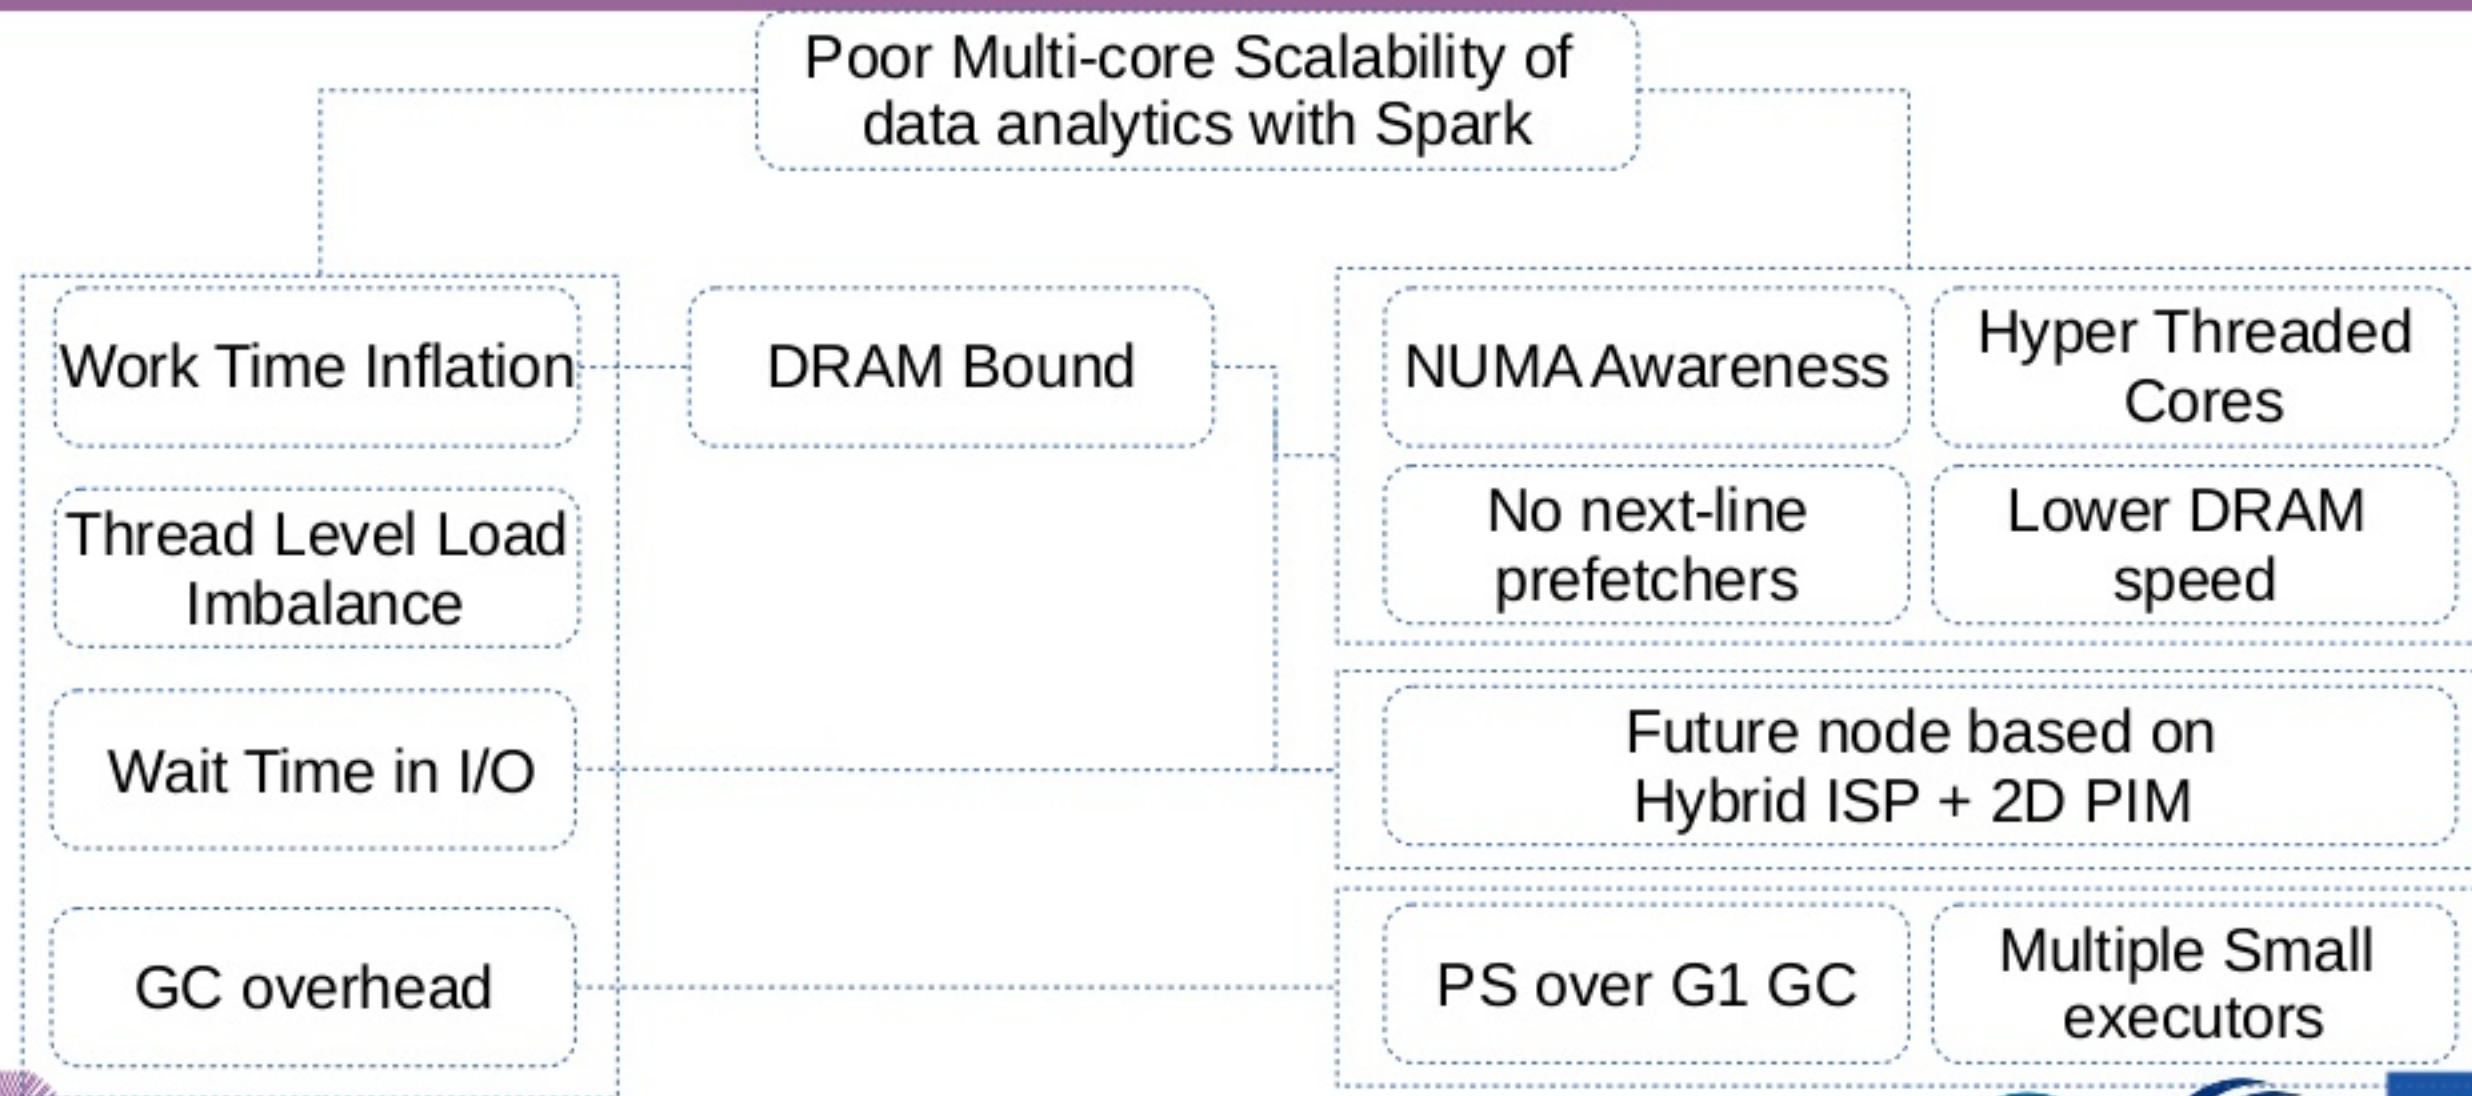 Poor Multi-core Scalability of
data analytics with Spark
Work Time Inflation
DRAM Bound
NUMA Awareness
Hyper Threaded
Cores
Thread Level Load
Imbalance
No next-line
prefetchers
Lower DRAM
speed
Wait Time in I/O
Future node based on
Hybrid ISP + 2D PIM
GC overhead
PS over G1 GC
Multiple Small
executors